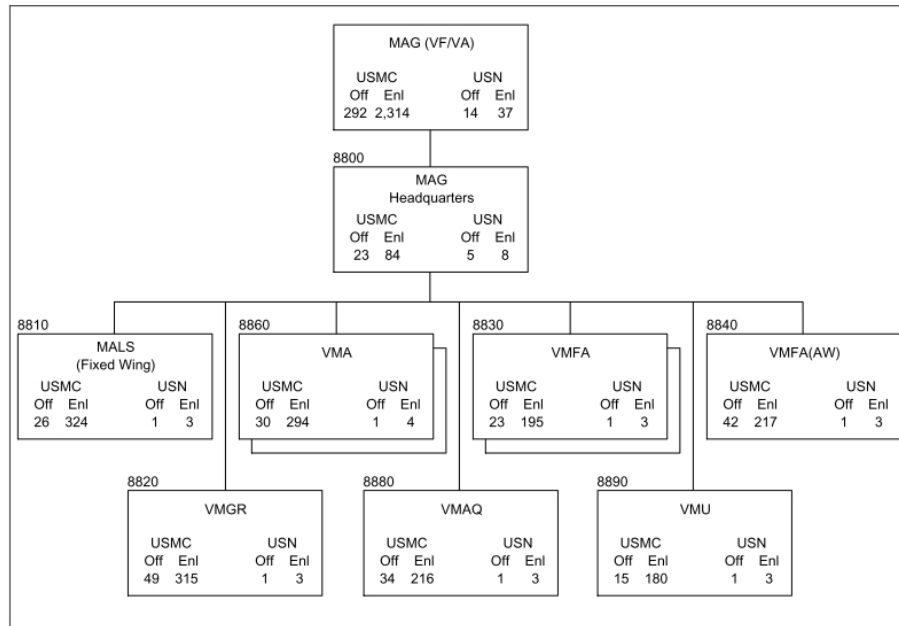 MAG (VF/VA)
USMC USN
Off Enl Off Enl
292 2,314 14 37
8800
MAG
Headquarters
USMC USN
Off Enl Off Enl
23 84 5 8
8810
MALS
(Fixed Wing)
USMC USN
Off Enl Off Enl
26 324 1 3
8860
VMA
USMC USN
Off Enl Off Enl
30 294 1 4
8830
VMFA
USMC USN
Off Enl Off Enl
23 195 1 3
8840
VMFA(AW)
USMC USN
Off Enl Off Enl
42 217 1 3
8820
VMGR
USMC USN
Off Enl Off Enl
49 315 1 3
8880
VMAQ
USMC USN
Off Enl Off Enl
34 216 1 3
8890
VMU
USMC USN
Off Enl Off Enl
15 180 1 3